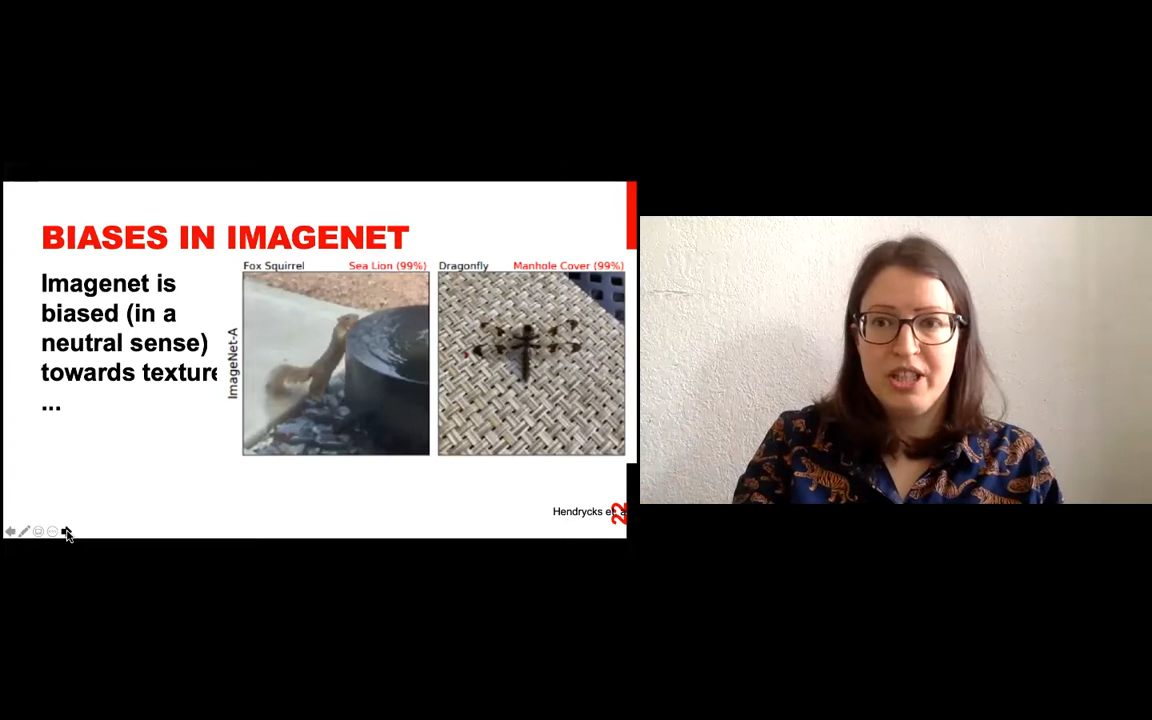 BIASES IN IMAGENET
Imagenet is
biased (in a
neutral sense)
towards texture
...
Fox Squirrel Sea Lion (99%)
Dragonfly Manhole Cover (99%)
ImageNet-A
Hendrycks et
22